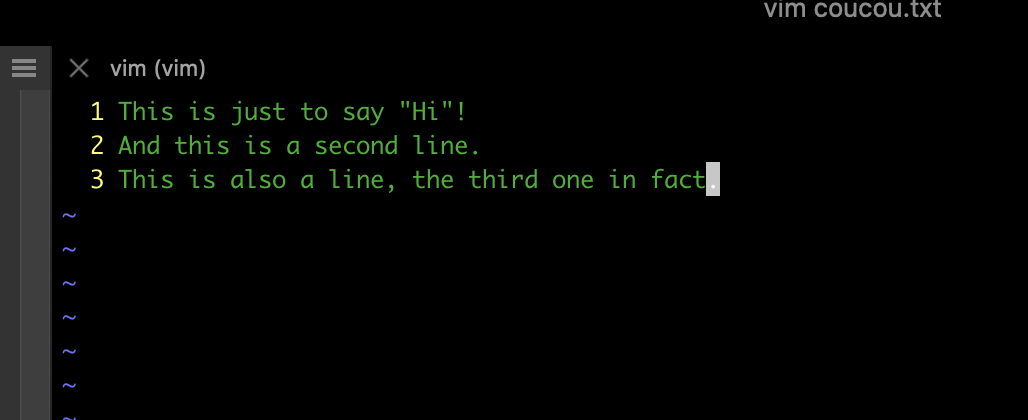 vim coucou.txt
vim (vim)
1 This is just to say "Hi"!
2 And this is a second line.
3 This is also a line, the third one in fact.
~
~
~
~
~
~
~